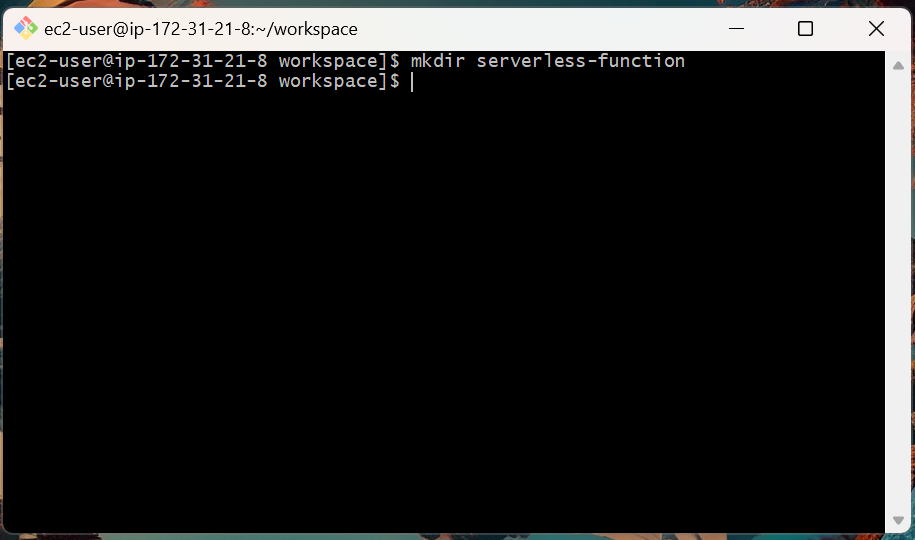 ec2-user@ip-172-31-21-8:~/workspace
[ec2-user@ip-172-31-21-8 workspace]$ mkdir serverless-function
[ec2-user@ip-172-31-21-8 workspace]$